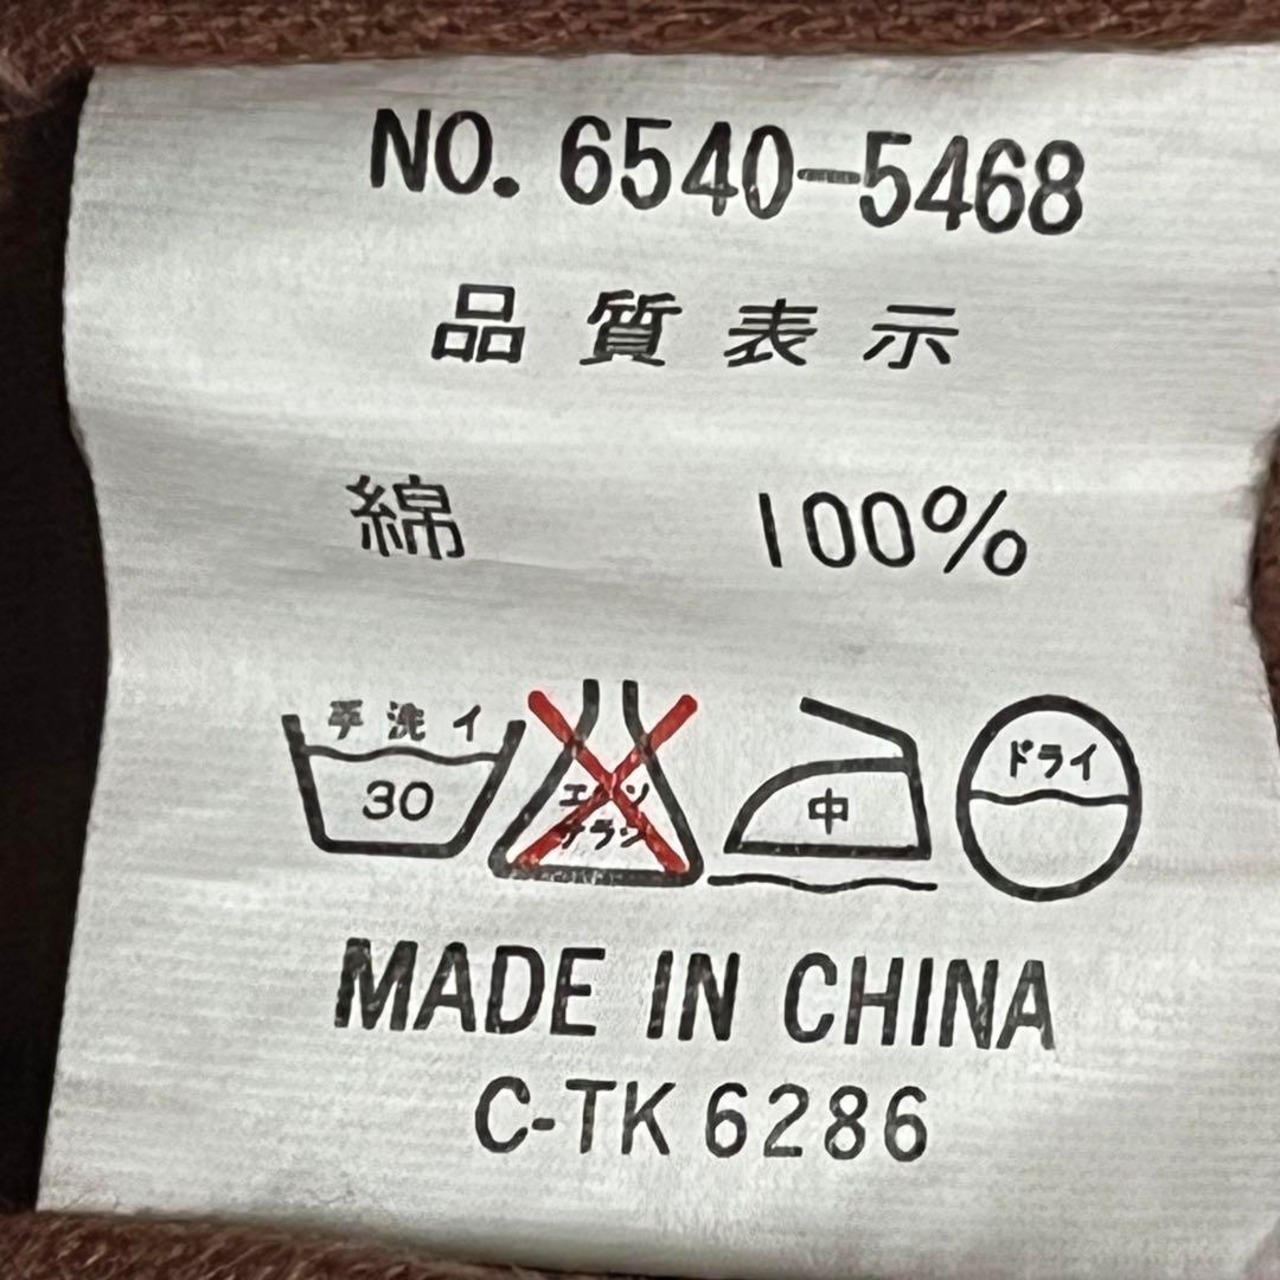 NO. 6540-5468
品質表示
綿 100%
手洗イ
30
エンソ
サラシ
中
ドライ
MADE IN CHINA
C-TK 6286